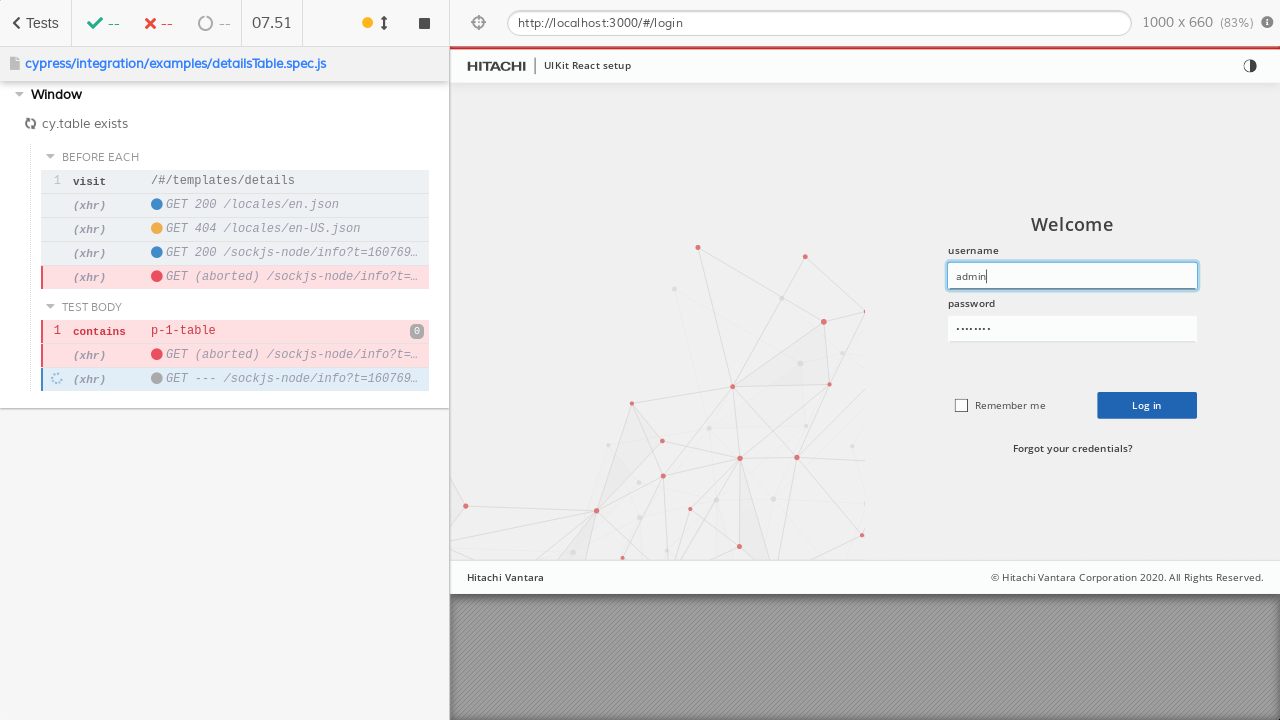 Tests
--
--
--
07.51
http://localhost:3000/#/login
1000 x 660 (83%)
cypress/integration/examples/detailsTable.spec.js
Window
cy.table exists
BEFORE EACH
1 visit /#/templates/details
(xhr) GET 200 /locales/en.json
(xhr) GET 404 /locales/en-US.json
(xhr) GET 200 /sockjs-node/info?t=160769…
(xhr) GET (aborted) /sockjs-node/info?t=…
TEST BODY
1 contains p-1-table 0
(xhr) GET (aborted) /sockjs-node/info?t=…
(xhr) GET --- /sockjs-node/info?t=160769…
HITACHI UIKit React setup
Welcome
username
admin
password
Remember me
Log in
Forgot your credentials?
Hitachi Vantara
© Hitachi Vantara Corporation 2020. All Rights Reserved.